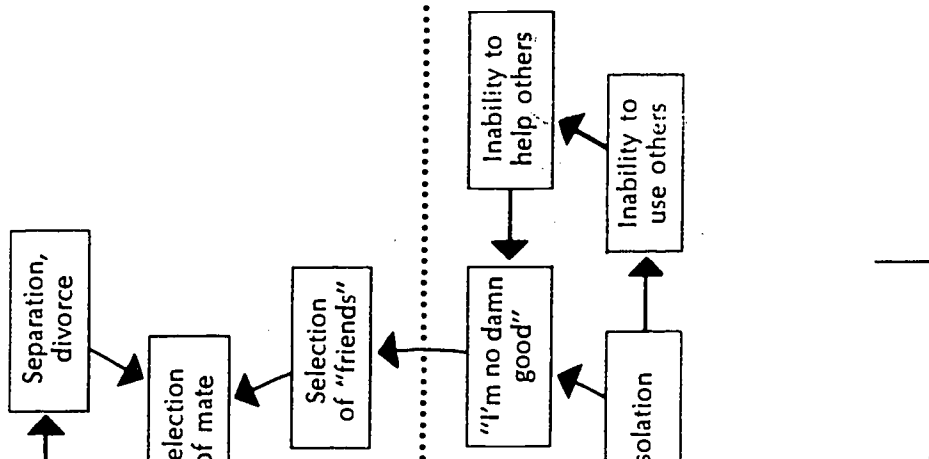 Separation,
divorce
election
of mate
Selection
of "friends"
Inability to
help others
"I'm no damn
good"
Inability to
use others
solation